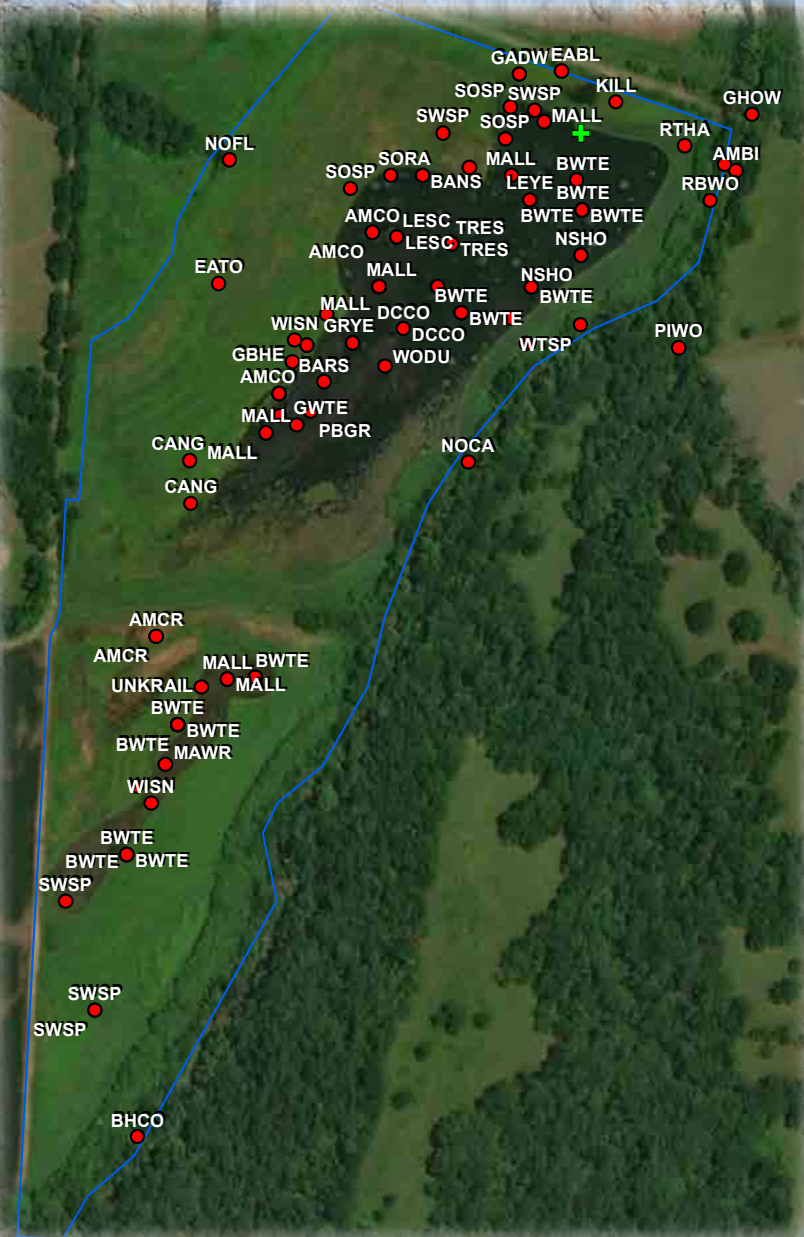 GADW
EABL
SOSP
SWSP
KILL
GHOW
SWSP
SOSP
MALL
RTHA
NOFL
SORA
MALL
BWTE
AMBI
SOSP
BANS
LEYE
BWTE
RBWO
AMCO
LESC
TRES
BWTE
BWTE
AMCO
LESC
TRES
NSHO
EATO
MALL
NSHO
BWTE
BWTE
MALL
DCCO
BWTE
WISN
GRYE
DCCO
WTSP
PIWO
GBHE
BARS
WODU
AMCO
MALL
GWTE
PBGR
CANG
MALL
NOCA
CANG
AMCR
AMCR
MALL
BWTE
UNKRAIL
MALL
BWTE
BWTE
BWTE
MAWR
WISN
BWTE
BWTE
BWTE
SWSP
SWSP
SWSP
BHCO